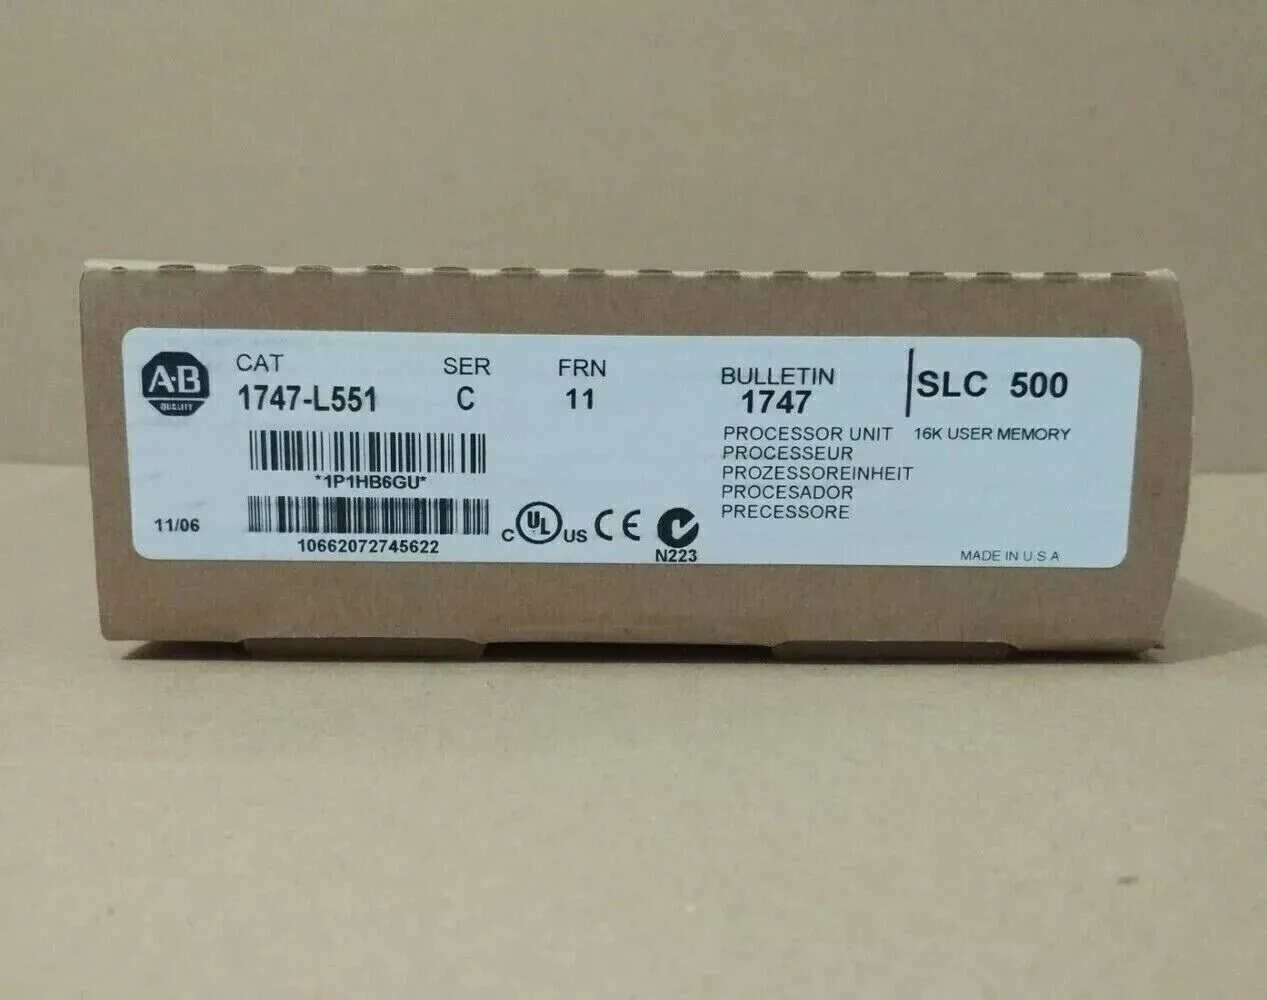 A·B
QUALITY
CAT SER FRN
1747-L551 C 11
*1P1HB6GU*
11/06
10662072745622
C UL US CE
N223
BULLETIN
1747
SLC 500
PROCESSOR UNIT 16K USER MEMORY
PROCESSEUR
PROZESSOREINHEIT
PROCESADOR
PRECESSORE
MADE IN U S A